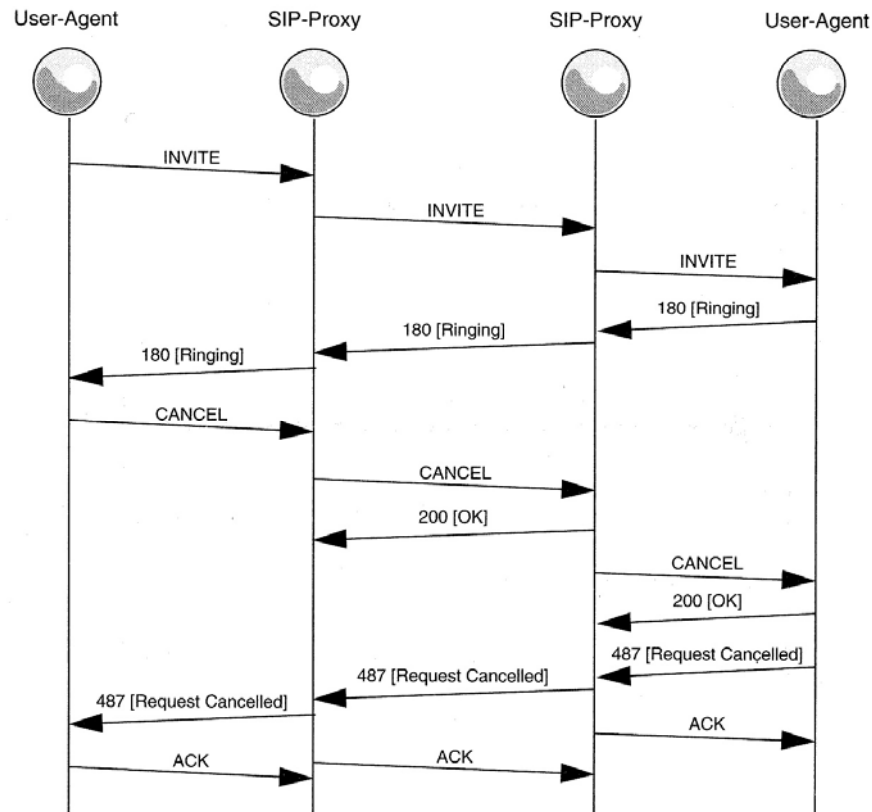 User-Agent
SIP-Proxy
SIP-Proxy
User-Agent
INVITE
INVITE
INVITE
180 [Ringing]
180 [Ringing]
180 [Ringing]
CANCEL
CANCEL
200 [OK]
CANCEL
200 [OK]
487 [Request Cancelled]
487 [Request Cancelled]
487 [Request Cancelled]
ACK
ACK
ACK